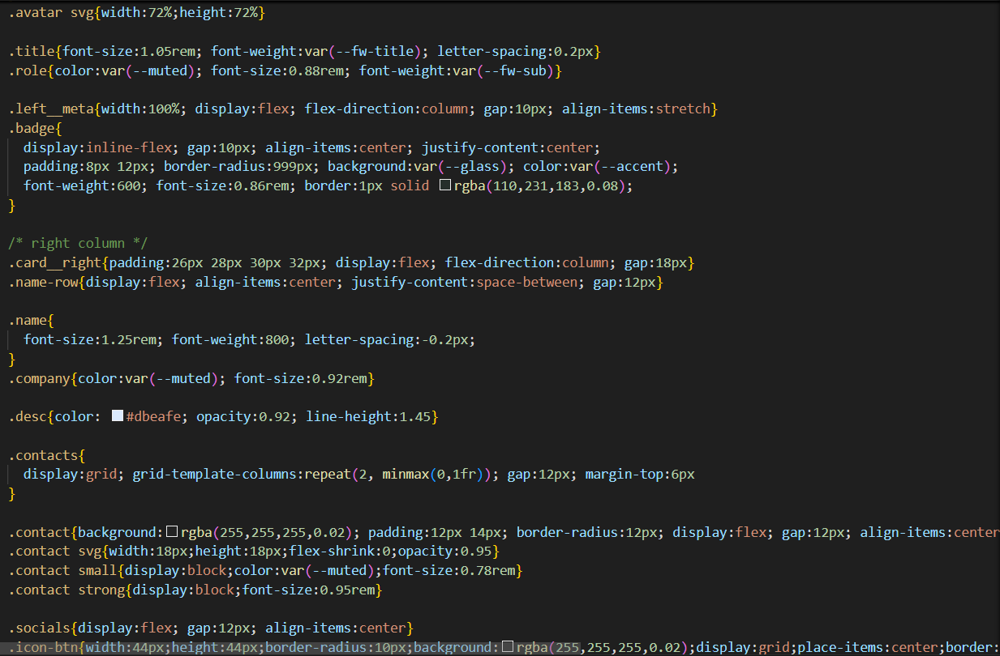 .avatar svg{width:72%;height:72%}
.title{font-size:1.05rem; font-weight:var(--fw-title); letter-spacing:0.2px}
.role{color:var(--muted); font-size:0.88rem; font-weight:var(--fw-sub)}
.left__meta{width:100%; display:flex; flex-direction:column; gap:10px; align-items:stretch}
.badge{
display:inline-flex; gap:10px; align-items:center; justify-content:center;
padding:8px 12px; border-radius:999px; background:var(--glass); color:var(--accent);
font-weight:600; font-size:0.86rem; border:1px solid rgba(110,231,183,0.08);
}
/* right column */
.card__right{padding:26px 28px 30px 32px; display:flex; flex-direction:column; gap:18px}
.name-row{display:flex; align-items:center; justify-content:space-between; gap:12px}
.name{
font-size:1.25rem; font-weight:800; letter-spacing:-0.2px;
}
.company{color:var(--muted); font-size:0.92rem}
.desc{color: #dbeafe; opacity:0.92; line-height:1.45}
.contacts{
display:grid; grid-template-columns:repeat(2, minmax(0,1fr)); gap:12px; margin-top:6px
}
.contact{background:rgba(255,255,255,0.02); padding:12px 14px; border-radius:12px; display:flex; gap:12px; align-items:center
.contact svg{width:18px;height:18px;flex-shrink:0;opacity:0.95}
.contact small{display:block;color:var(--muted);font-size:0.78rem}
.contact strong{display:block;font-size:0.95rem}
.socials{display:flex; gap:12px; align-items:center}
.icon-btn{width:44px;height:44px;border-radius:10px;background:rgba(255,255,255,0.02);display:grid;place-items:center;border: